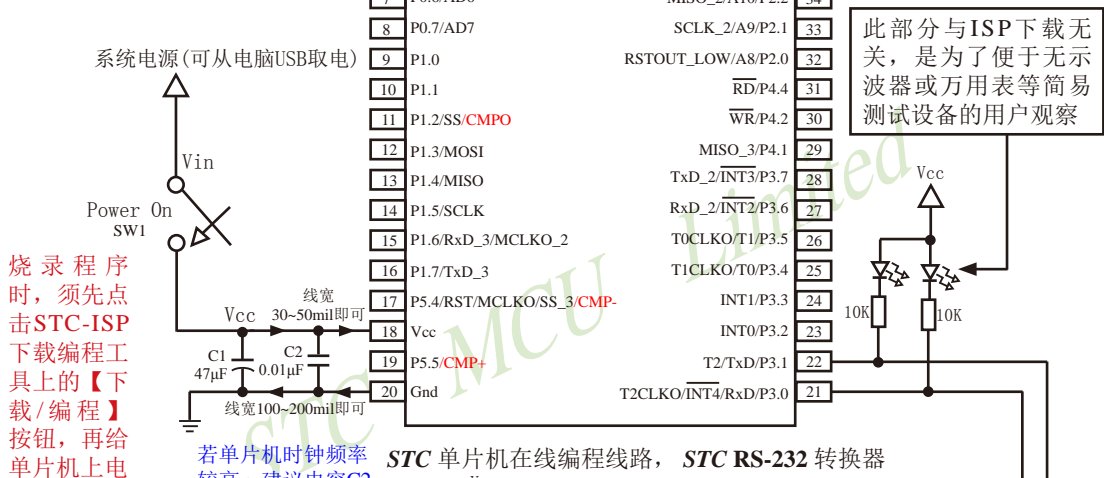 8 P0.7/AD7
9 P1.0
10 P1.1
11 P1.2/SS/CMPO
12 P1.3/MOSI
13 P1.4/MISO
14 P1.5/SCLK
15 P1.6/RxD_3/MCLKO_2
16 P1.7/TxD_3
17 P5.4/RST/MCLKO/SS_3/CMP-
18 Vcc
19 P5.5/CMP+
20 Gnd
SCLK_2/A9/P2.1 33
RSTOUT_LOW/A8/P2.0 32
RD/P4.4 31
WR/P4.2 30
MISO_3/P4.1 29
TxD_2/INT3/P3.7 28
RxD_2/INT2/P3.6 27
T0CLKO/T1/P3.5 26
T1CLKO/T0/P3.4 25
INT1/P3.3 24
INT0/P3.2 23
T2/TxD/P3.1 22
T2CLKO/INT4/RxD/P3.0 21
系统电源(可从电脑USB取电)
Vin
Power On
SW1
烧录程序
时，须先点
击STC-ISP
下载编程工
具上的【下
载/编程】
按钮，再给
单片机上电
线宽
Vcc 30~50mil即可
C1
47μF
C2
0.01μF
线宽100~200mil即可
此部分与ISP下载无
关，是为了便于无示
波器或万用表等简易
测试设备的用户观察
Vcc
10K
10K
若单片机时钟频率
STC 单片机在线编程线路， STC RS-232 转换器
STC MCU Limited